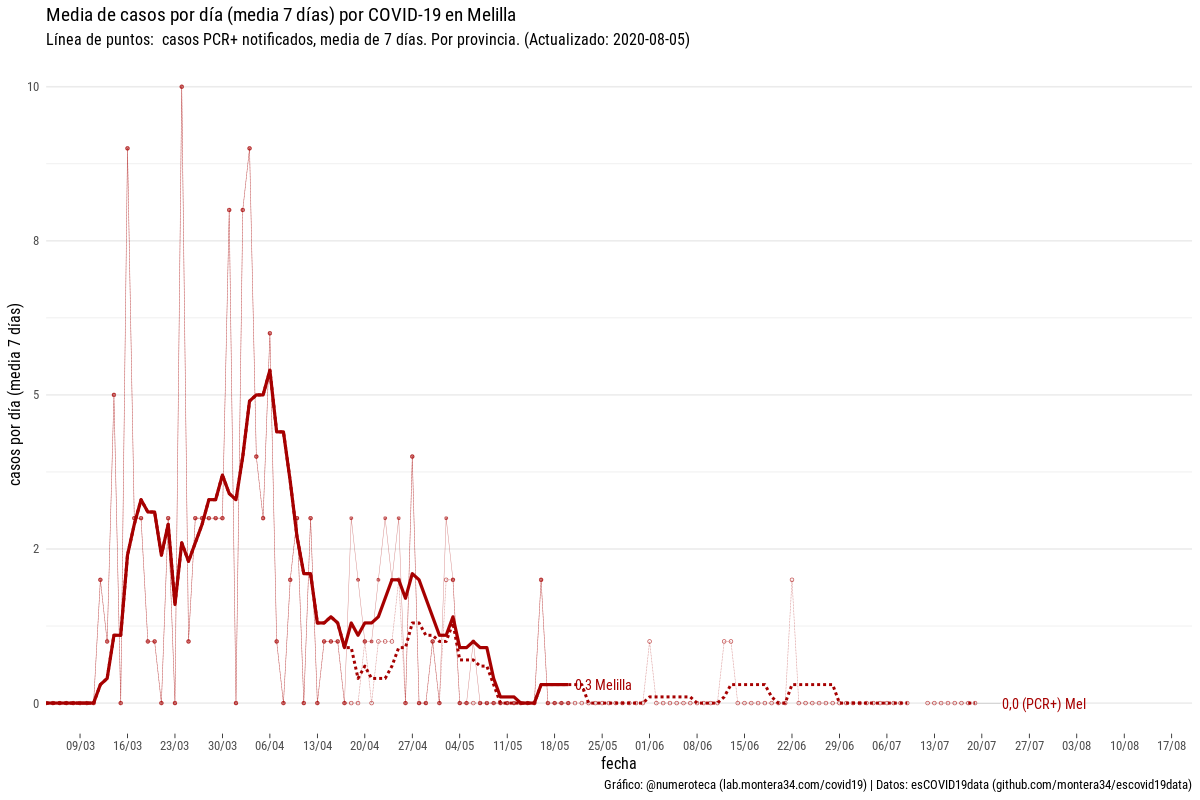 Media de casos por día (media 7 días) por COVID-19 en Melilla
Línea de puntos:  casos PCR+ notificados, media de 7 días. Por provincia. (Actualizado: 2020-08-05)
casos por día (media 7 días)
10
8
5
2
0
0,3 Melilla
0,0 (PCR+) Mel
09/03 16/03 23/03 30/03 06/04 13/04 20/04 27/04 04/05 11/05 18/05 25/05 01/06 08/06 15/06 22/06 29/06 06/07 13/07 20/07 27/07 03/08 10/08 17/08
fecha
Gráfico: @numeroteca (lab.montera34.com/covid19) | Datos: esCOVID19data (github.com/montera34/escovid19data)